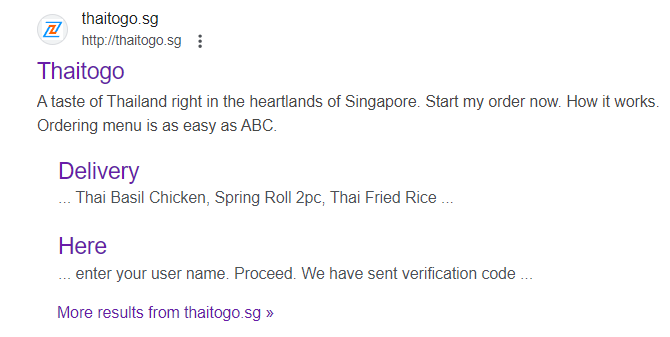 thaitogo.sg
http://thaitogo.sg
Thaitogo
A taste of Thailand right in the heartlands of Singapore. Start my order now. How it works.
Ordering menu is as easy as ABC.
Delivery
... Thai Basil Chicken, Spring Roll 2pc, Thai Fried Rice ...
Here
... enter your user name. Proceed. We have sent verification code ...
More results from thaitogo.sg »